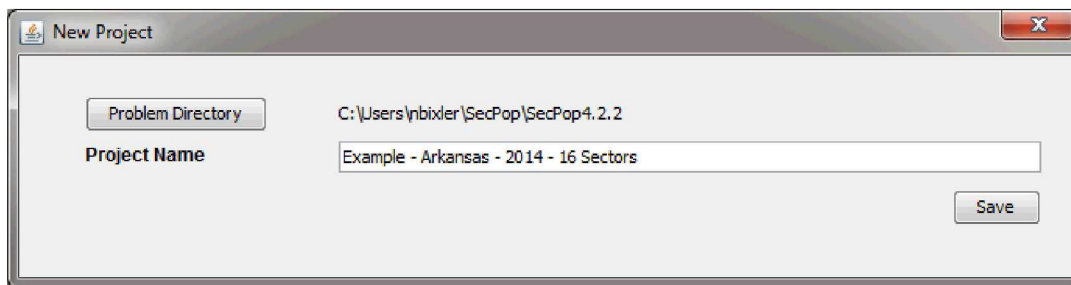 New Project
Problem Directory C:\Users\nbixler\SecPop\SecPop4.2.2
Project Name Example - Arkansas - 2014 - 16 Sectors
Save